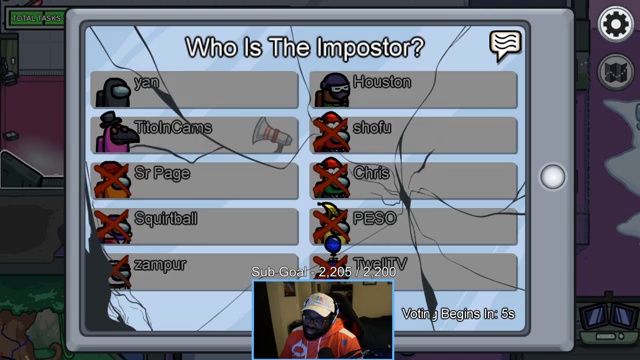 TOTAL TASKS
Who Is The Impostor?
yan
Houston
TitoInCams
shofu
Sr Page
Chris
Squirtball
PESO
zampur
TwellTV
Sub-Goal - 2,205 / 2,200
Voting Begins In: 5s